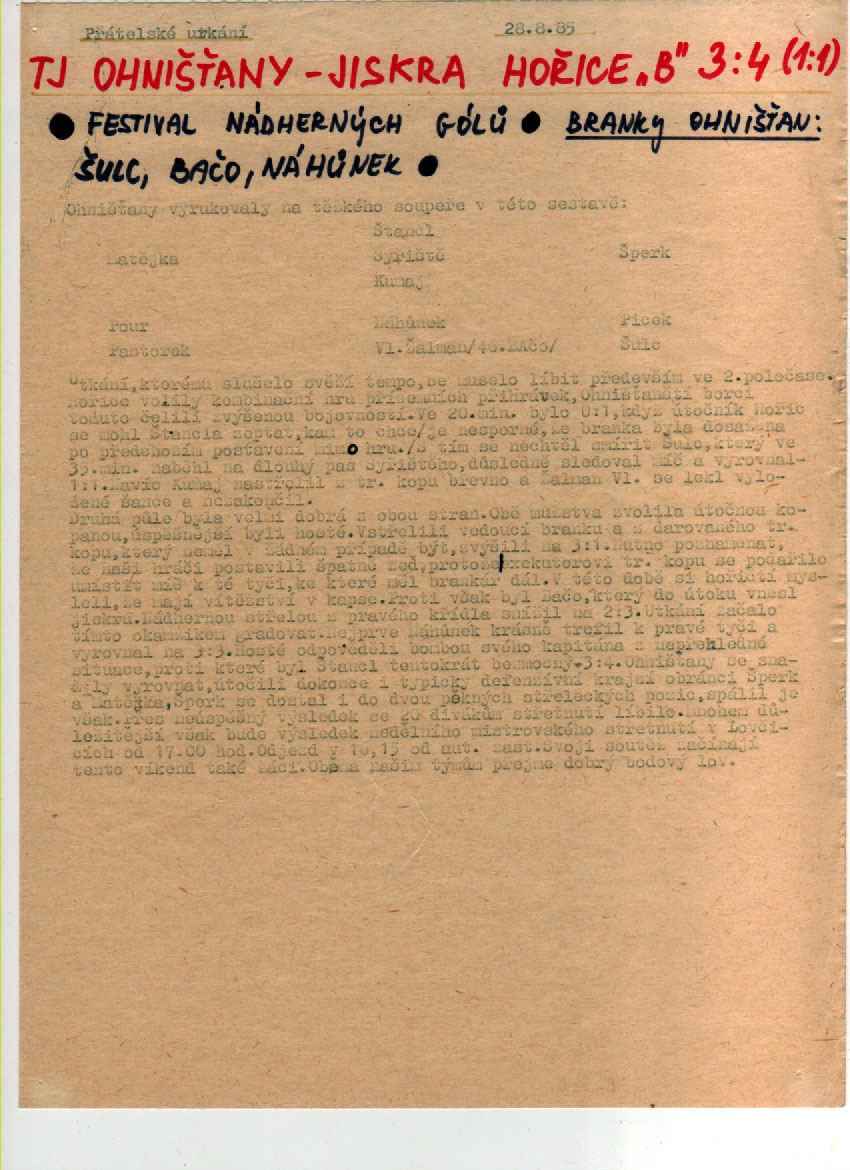 Přátelské utkání 28.8.85
TJ OHNIŠŤANY – JISKRA HOŘICE „B" 3:4 (1:1)
● FESTIVAL NÁDHERNÝCH GÓLŮ ● BRANKY OHNIŠŤAN:
ŠULC, BAČO, NÁHŮNEK ●
Ohnišťany vyrukovaly na těžkého soupeře v této sestavě:
Štancl
Matějka Syřiště Šperk
Kumaj
Pour Náhůnek Picek
Pastorek Vl.Žalman/46.BAčo/ Šulc
Utkání,kterému slušelo svěží tempo,se muselo líbit především ve 2.poločase.
Hořice volily kombinační hru přízemních přihrávek,Ohnišťanští borci
tomuto čelili zvýšenou bojovností.Ve 20.min. bylo 0:1,když útočník Hořic
se mohl Štancla zeptat,kam to chce/je nesporné,že branka byla dosažena
po předchozím postavení mimo hru./S tím se nechtěl smířit Šulc,který ve
35.min. naběhl na dlouhý pas Syřistého,důsledně sledoval míč a vyrovnal-
1:1.Navíc Kumaj nastřelil z tr. kopu břevno a Žalman Vl. se lekl vylo-
žené šance a nezakončil.
Druhá půle byla velmi dobrá z obou stran.Obě mužstva zvolila útočnou ko-
panou,úspěšnější byli hosté.Vstřelili vedoucí branku a z darovaného tr.
kopu,který neměl v žádném případě být,zvýšili na 3:1.Nutno poznamenat,
že naši hráči postavili špatně zeď,protože exekutorovi tr. kopu se podařilo
umístit míč k té tyči,ke které měl brankář dál.V této době si hořičtí mys-
leli,že mají vítězství v kapse.Proti však byl Bačo,který do útoku vnesl
jiskru.Nádhernou střelou z pravého křídla snížil na 2:3.Utkání začalo
tímto okamžikem gradovat.Nejprve Náhůnek krásně trefil k pravé tyči a
vyrovnal na 3:3.Hosté odpověděli bombou svého kapitána z nepřehledné
situace,proti které byl Štancl tentokrát bezmocný-3:4.Ohnišťany se sna-
žily vyrovnat,útočili dokonce i typicky defenzívní krajní obránci Šperk
a Matějka,Šperk se dostal i do dvou pěkných střeleckých pozic,spálil je
však.Přes neúspěšný výsledek se 20 divákům střetnutí líbilo.Mnohem dů-
ležitější však bude výsledek nedělního mistrovského střetnutí v Lovči-
cích od 17.00 hod.Odjezd v 16,15 od aut. zast.Svoji soutěž začínají
tento víkend také žáci.Oběma našim týmům přejme dobrý bodový lov.